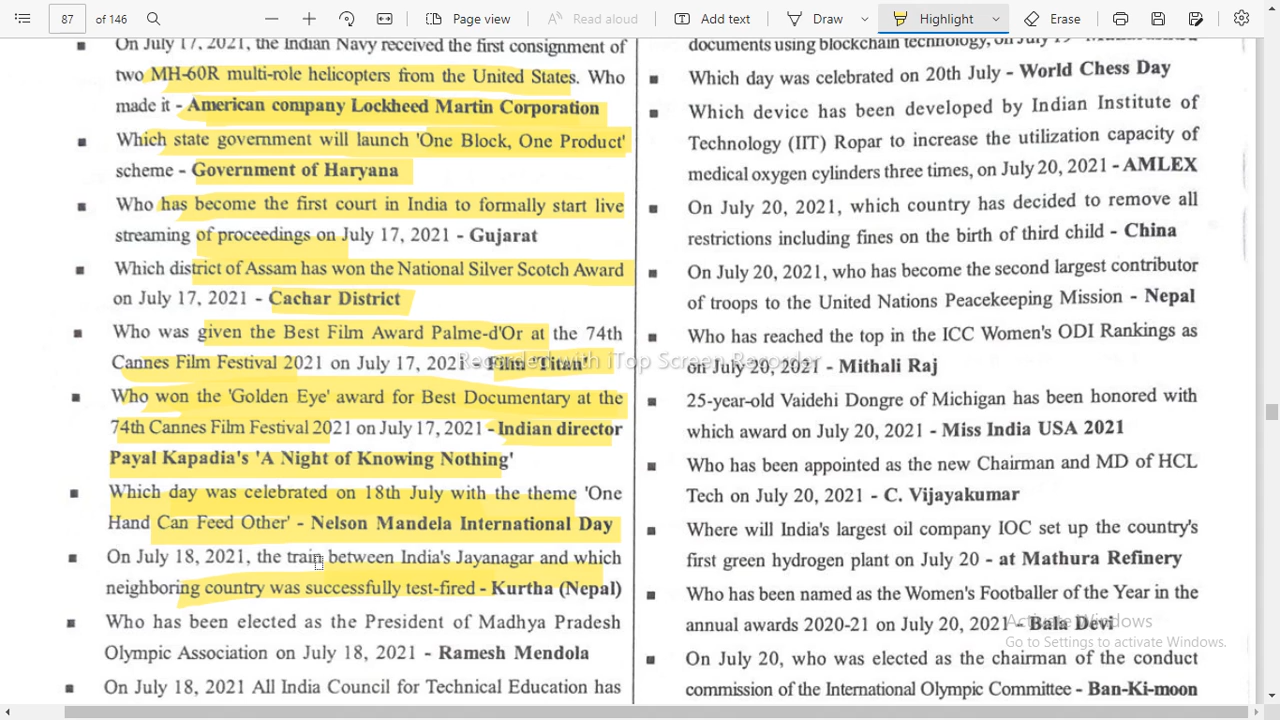 87 of 146 Page view Read aloud Add text Draw Highlight Erase
On July 17, 2021, the Indian Navy received the first consignment of
two MH-60R multi-role helicopters from the United States. Who
made it - American company Lockheed Martin Corporation
Which state government will launch 'One Block, One Product'
scheme - Government of Haryana
Who has become the first court in India to formally start live
streaming of proceedings on July 17, 2021 - Gujarat
Which district of Assam has won the National Silver Scotch Award
on July 17, 2021 - Cachar District
Who was given the Best Film Award Palme-d'Or at the 74th
Cannes Film Festival 2021 on July 17, 2021 - Film 'Titan'
Who won the 'Golden Eye' award for Best Documentary at the
74th Cannes Film Festival 2021 on July 17, 2021 - Indian director
Payal Kapadia's 'A Night of Knowing Nothing'
Which day was celebrated on 18th July with the theme 'One
Hand Can Feed Other' - Nelson Mandela International Day
On July 18, 2021, the train between India's Jayanagar and which
neighboring country was successfully test-fired - Kurtha (Nepal)
Who has been elected as the President of Madhya Pradesh
Olympic Association on July 18, 2021 - Ramesh Mendola
On July 18, 2021 All India Council for Technical Education has
documents using blockchain technology, on July 19
Which day was celebrated on 20th July - World Chess Day
Which device has been developed by Indian Institute of
Technology (IIT) Ropar to increase the utilization capacity of
medical oxygen cylinders three times, on July 20, 2021 - AMLEX
On July 20, 2021, which country has decided to remove all
restrictions including fines on the birth of third child - China
On July 20, 2021, who has become the second largest contributor
of troops to the United Nations Peacekeeping Mission - Nepal
Who has reached the top in the ICC Women's ODI Rankings as
on July 20, 2021 - Mithali Raj
25-year-old Vaidehi Dongre of Michigan has been honored with
which award on July 20, 2021 - Miss India USA 2021
Who has been appointed as the new Chairman and MD of HCL
Tech on July 20, 2021 - C. Vijayakumar
Where will India's largest oil company IOC set up the country's
first green hydrogen plant on July 20 - at Mathura Refinery
Who has been named as the Women's Footballer of the Year in the
annual awards 2020-21 on July 20, 2021 - Bala Devi
On July 20, who was elected as the chairman of the conduct
commission of the International Olympic Committee - Ban-Ki-moon
Recorded with iTop Screen Recorder
Activate Windows
Go to Settings to activate Windows.